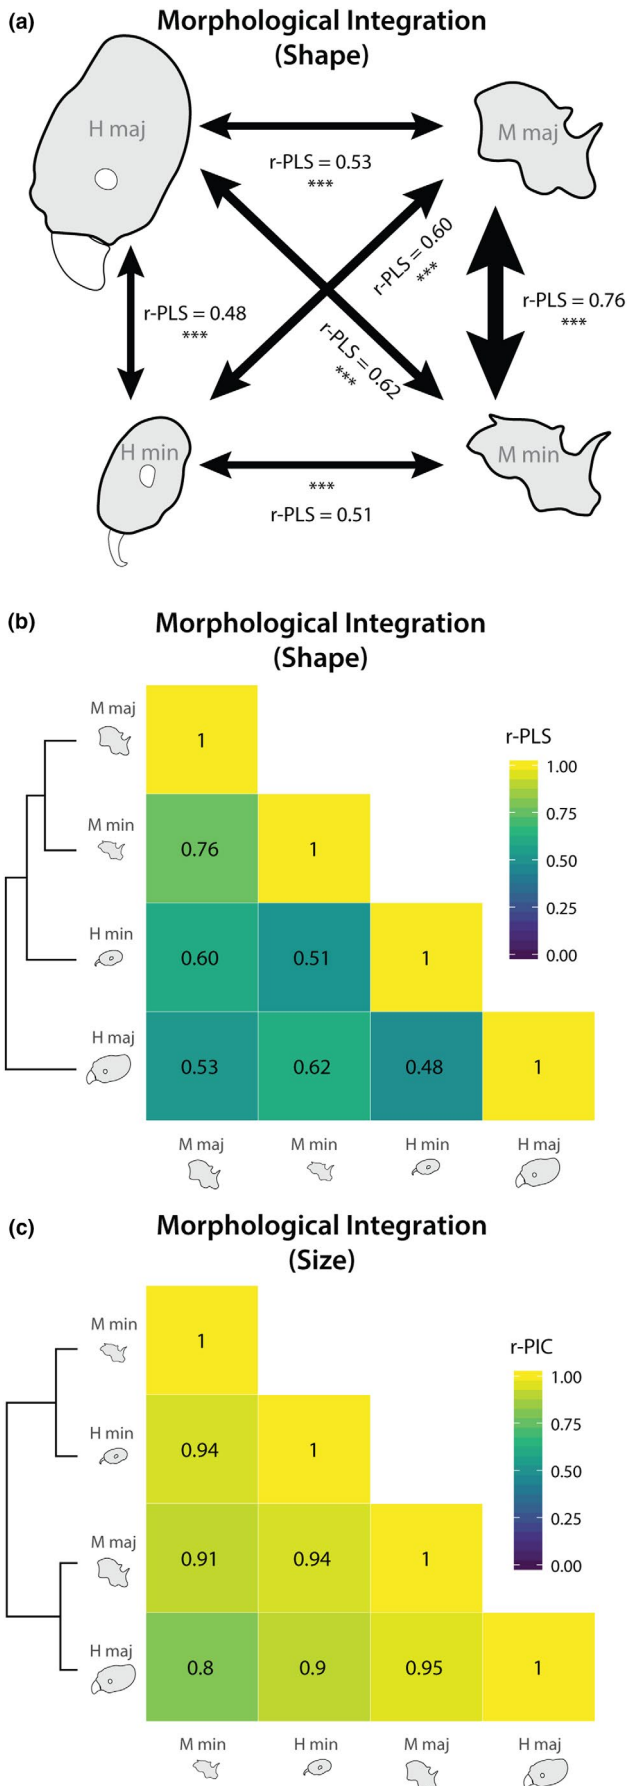 (a)
Morphological Integration
(Shape)
H maj
M maj
r-PLS = 0.53
***
r-PLS = 0.60
***
r-PLS = 0.48
***
r-PLS = 0.76
***
r-PLS = 0.62
***
H min
M min
***
r-PLS = 0.51
(b)
Morphological Integration
(Shape)
M maj
1
r-PLS
1.00
0.75
0.50
0.25
0.00
M min
0.76 1
H min
0.60 0.51 1
H maj
0.53 0.62 0.48 1
M maj M min H min H maj
(c)
Morphological Integration
(Size)
M min
1
r-PIC
1.00
0.75
0.50
0.25
0.00
H min
0.94 1
M maj
0.91 0.94 1
H maj
0.8 0.9 0.95 1
M min H min M maj H maj